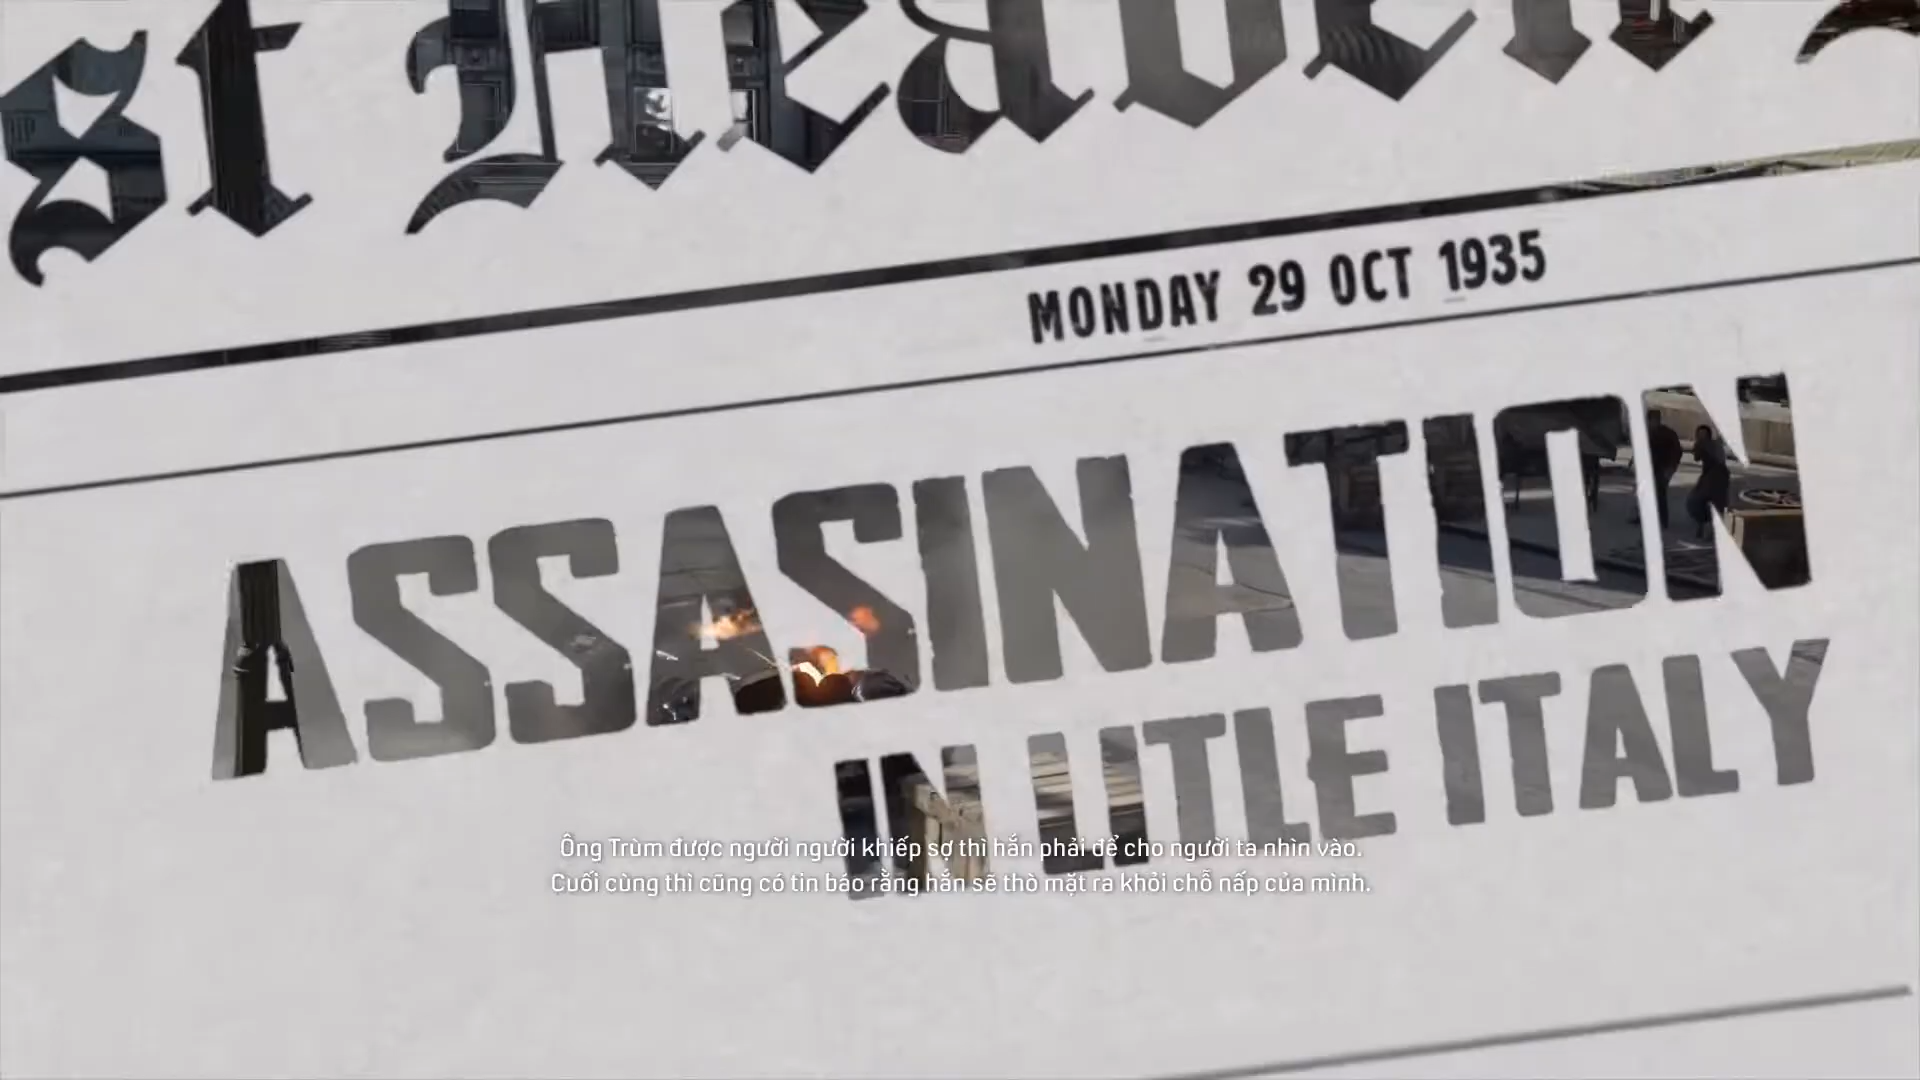 st Heaven
MONDAY 29 OCT 1935
ASSASINATION
IN LITLE ITALY
Ông Trùm được người người khiếp sợ thì hắn phải để cho người ta nhìn vào.
Cuối cùng thì cũng có tin báo rằng hắn sẽ thò mặt ra khỏi chỗ nấp của mình.